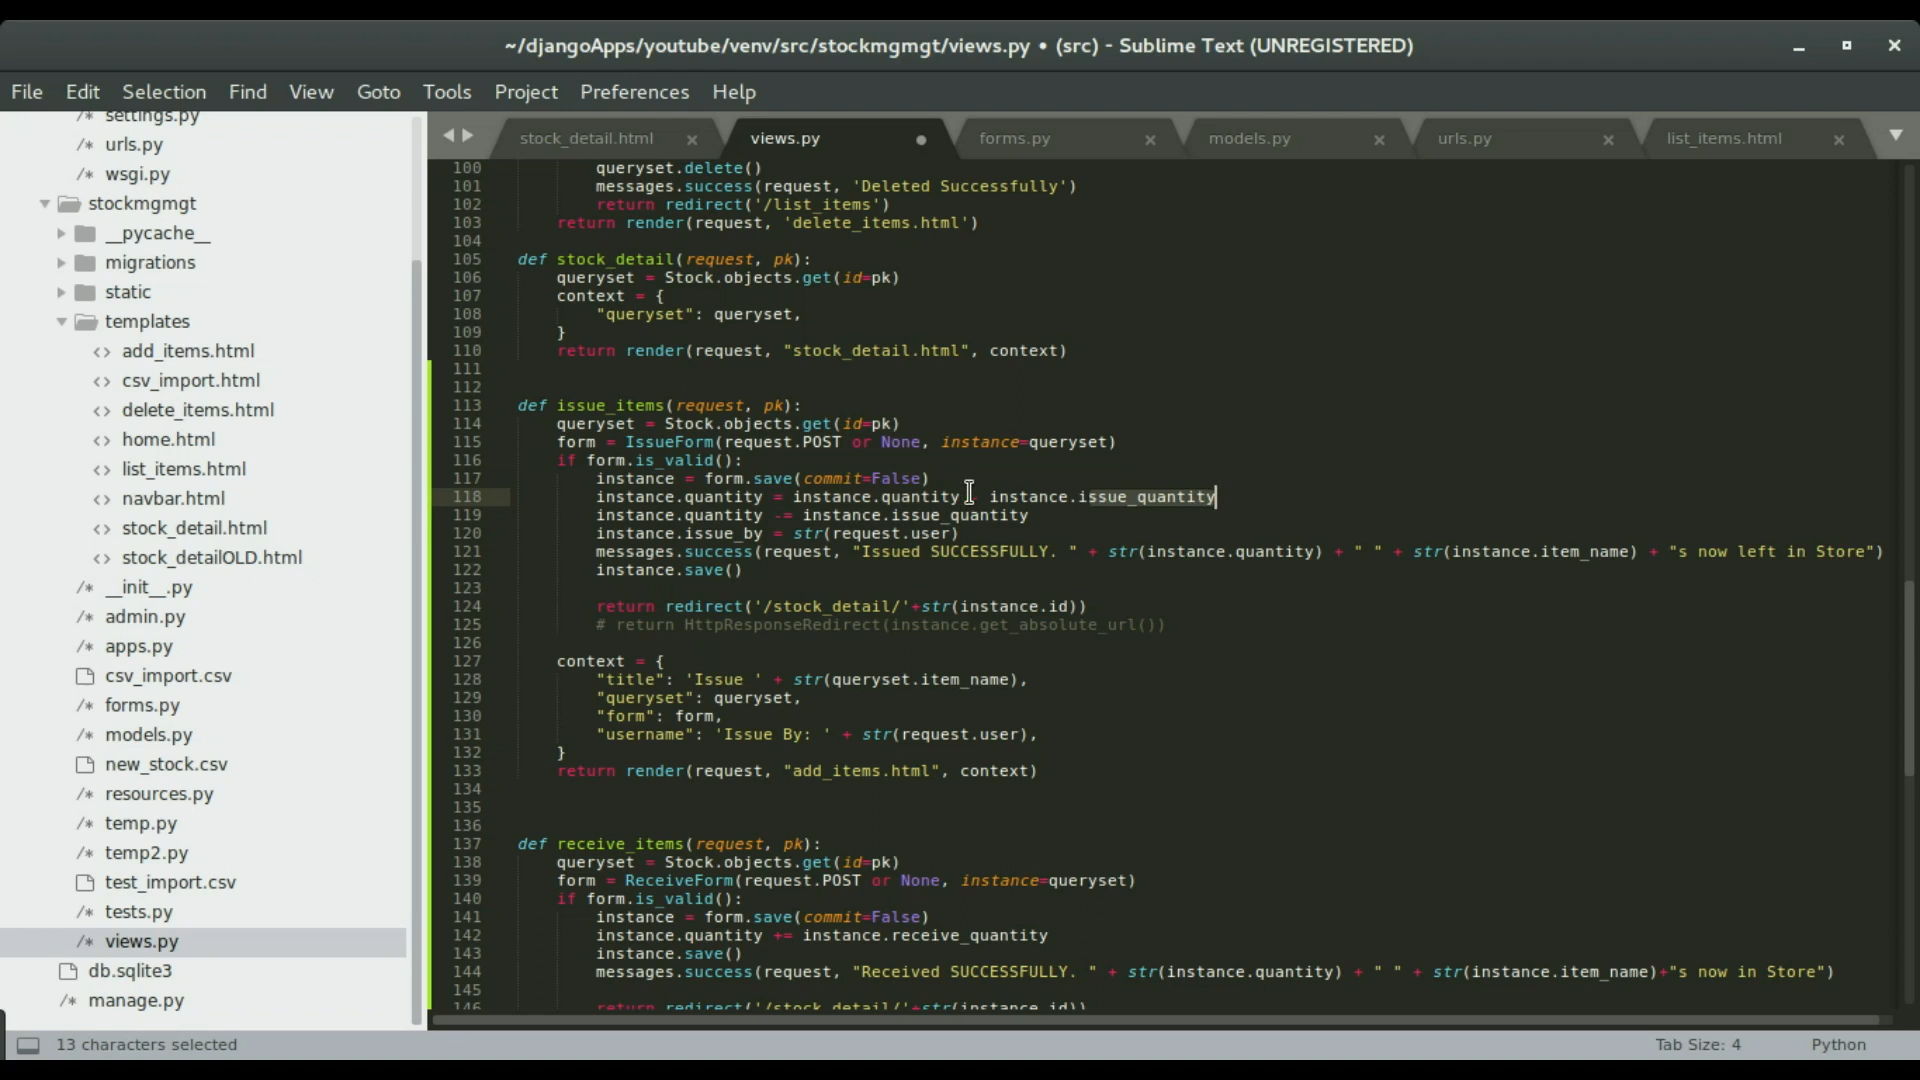 ~/djangoApps/youtube/venv/src/stockmgmgt/views.py • (src) - Sublime Text (UNREGISTERED)
File Edit Selection Find View Goto Tools Project Preferences Help
/* settings.py
/* urls.py
/* wsgi.py
stockmgmgt
__pycache__
migrations
static
templates
<> add_items.html
<> csv_import.html
<> delete_items.html
<> home.html
<> list_items.html
<> navbar.html
<> stock_detail.html
<> stock_detailOLD.html
/* __init__.py
/* admin.py
/* apps.py
csv_import.csv
/* forms.py
/* models.py
new_stock.csv
/* resources.py
/* temp.py
/* temp2.py
test_import.csv
/* tests.py
/* views.py
db.sqlite3
/* manage.py
stock_detail.html views.py forms.py models.py urls.py list_items.html
100 queryset.delete()
101 messages.success(request, 'Deleted Successfully')
102 return redirect('/list_items')
103 return render(request, 'delete_items.html')
104
105 def stock_detail(request, pk):
106 queryset = Stock.objects.get(id=pk)
107 context = {
108 "queryset": queryset,
109 }
110 return render(request, "stock_detail.html", context)
111
112
113 def issue_items(request, pk):
114 queryset = Stock.objects.get(id=pk)
115 form = IssueForm(request.POST or None, instance=queryset)
116 if form.is_valid():
117 instance = form.save(commit=False)
118 instance.quantity = instance.quantity - instance.issue_quantity
119 instance.quantity -= instance.issue_quantity
120 instance.issue_by = str(request.user)
121 messages.success(request, "Issued SUCCESSFULLY. " + str(instance.quantity) + " " + str(instance.item_name) + "s now left in Store")
122 instance.save()
123
124 return redirect('/stock_detail/'+str(instance.id))
125 # return HttpResponseRedirect(instance.get_absolute_url())
126
127 context = {
128 "title": 'Issue ' + str(queryset.item_name),
129 "queryset": queryset,
130 "form": form,
131 "username": 'Issue By: ' + str(request.user),
132 }
133 return render(request, "add_items.html", context)
134
135
136
137 def receive_items(request, pk):
138 queryset = Stock.objects.get(id=pk)
139 form = ReceiveForm(request.POST or None, instance=queryset)
140 if form.is_valid():
141 instance = form.save(commit=False)
142 instance.quantity += instance.receive_quantity
143 instance.save()
144 messages.success(request, "Received SUCCESSFULLY. " + str(instance.quantity) + " " + str(instance.item_name)+"s now in Store")
145
146 return redirect('/stock_detail/'+str(instance.id))
13 characters selected
Tab Size: 4 Python